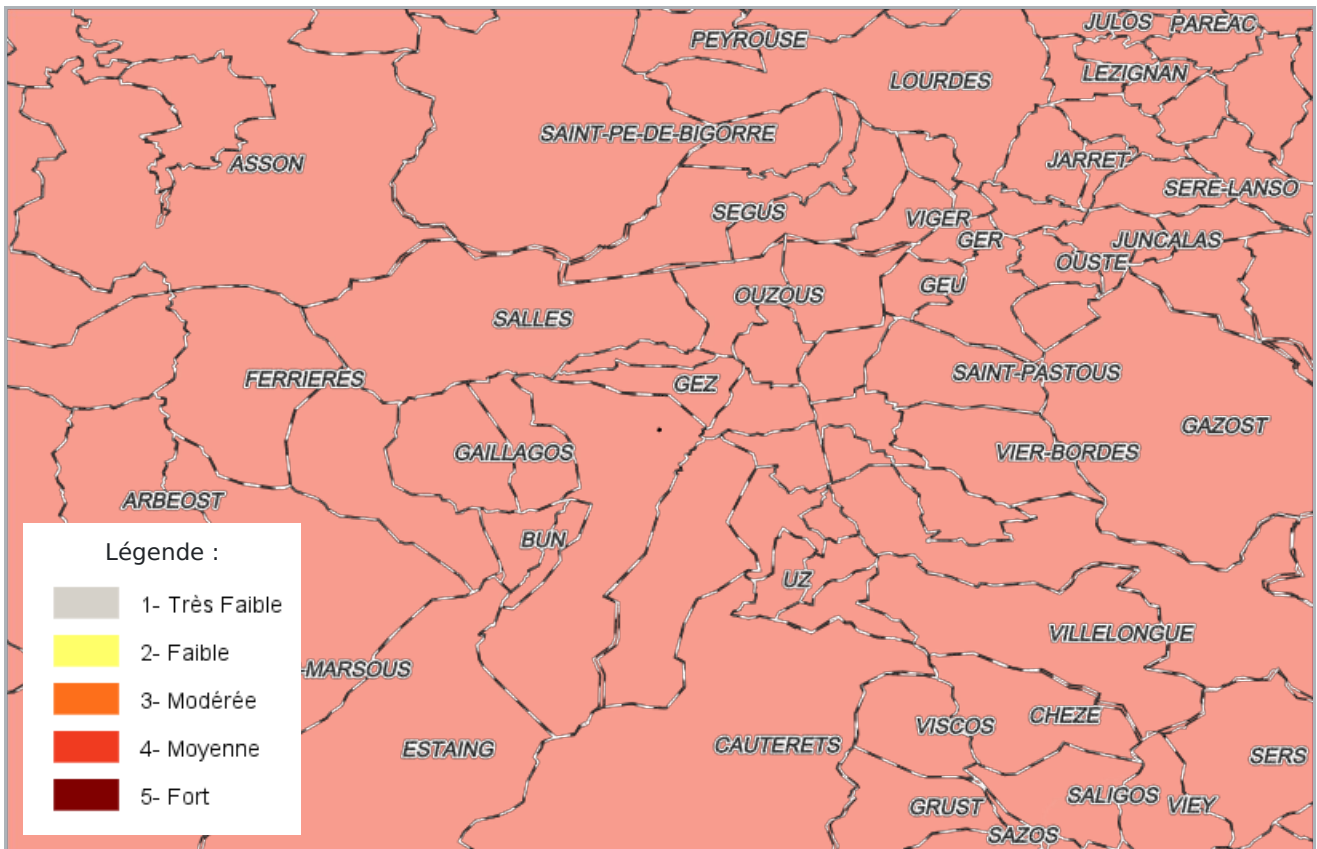 JULOS
PAREAC
PEYROUSE
LOURDES
LEZIGNAN
SAINT-PE-DE-BIGORRE
ASSON
JARRET
SERE-LANSO
SEGUS
VIGER
GER
JUNCALAS
OUSTE
GEU
OUZOUS
SALLES
FERRIERES
GEZ
SAINT-PASTOUS
GAZOST
GAILLAGOS
VIER-BORDES
ARBEOST
BUN
UZ
VILLELONGUE
-MARSOUS
ESTAING
CAUTERETS
VISCOS
CHEZE
SERS
GRUST
SALIGOS
VIEY
SAZOS
Légende :
1- Très Faible
2- Faible
3- Modérée
4- Moyenne
5- Fort